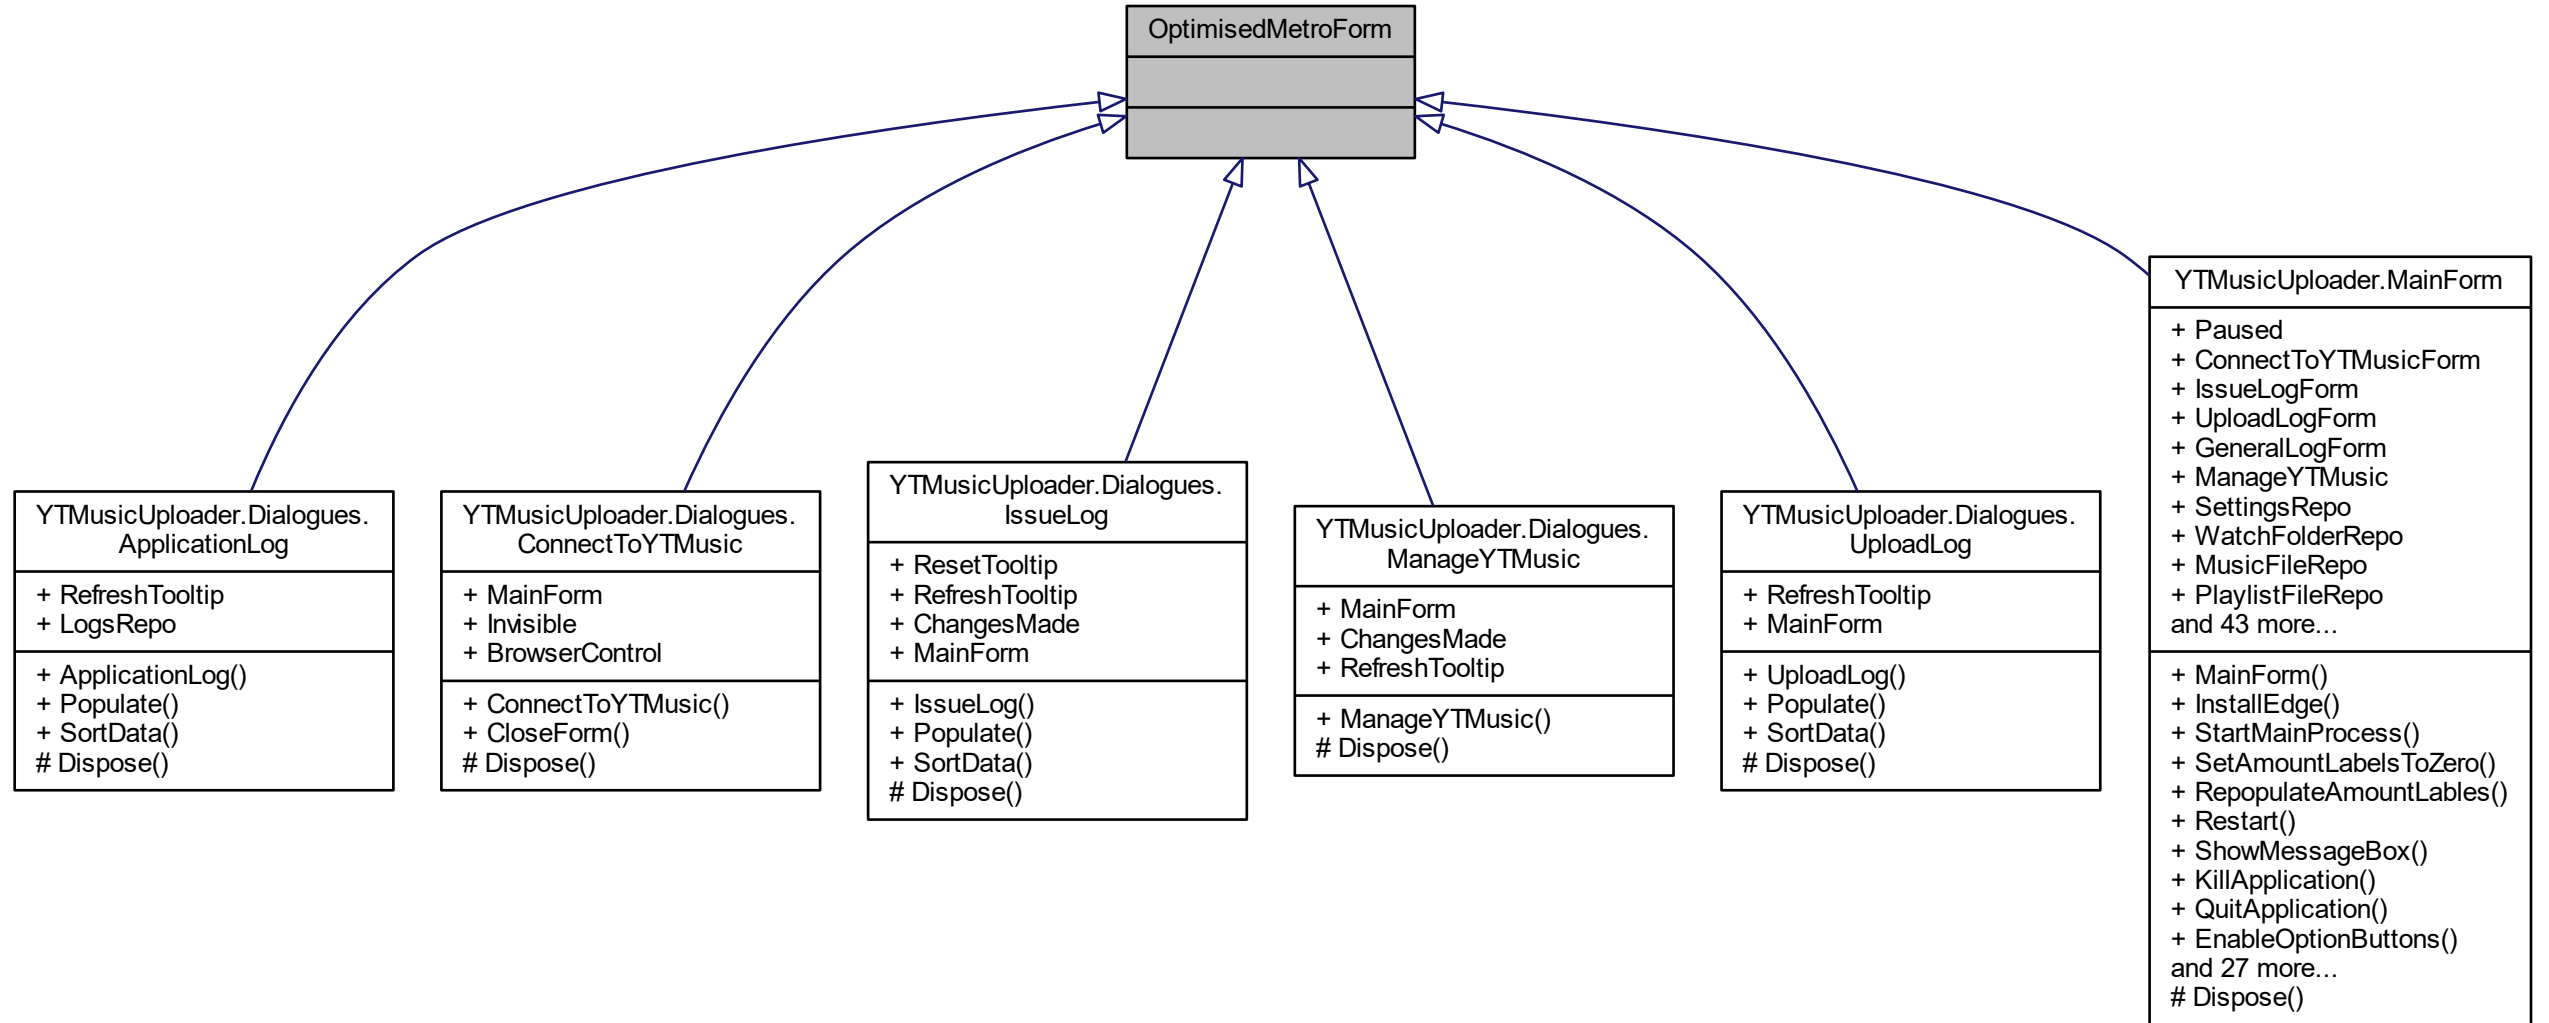 OptimisedMetroForm
YTMusicUploader.Dialogues.
ApplicationLog
+ RefreshTooltip
+ LogsRepo
+ ApplicationLog()
+ Populate()
+ SortData()
# Dispose()
YTMusicUploader.Dialogues.
ConnectToYTMusic
+ MainForm
+ Invisible
+ BrowserControl
+ ConnectToYTMusic()
+ CloseForm()
# Dispose()
YTMusicUploader.Dialogues.
IssueLog
+ ResetTooltip
+ RefreshTooltip
+ ChangesMade
+ MainForm
+ IssueLog()
+ Populate()
+ SortData()
# Dispose()
YTMusicUploader.Dialogues.
ManageYTMusic
+ MainForm
+ ChangesMade
+ RefreshTooltip
+ ManageYTMusic()
# Dispose()
YTMusicUploader.Dialogues.
UploadLog
+ RefreshTooltip
+ MainForm
+ UploadLog()
+ Populate()
+ SortData()
# Dispose()
YTMusicUploader.MainForm
+ Paused
+ ConnectToYTMusicForm
+ IssueLogForm
+ UploadLogForm
+ GeneralLogForm
+ ManageYTMusic
+ SettingsRepo
+ WatchFolderRepo
+ MusicFileRepo
+ PlaylistFileRepo
and 43 more...
+ MainForm()
+ InstallEdge()
+ StartMainProcess()
+ SetAmountLabelsToZero()
+ RepopulateAmountLables()
+ Restart()
+ ShowMessageBox()
+ KillApplication()
+ QuitApplication()
+ EnableOptionButtons()
and 27 more...
# Dispose()